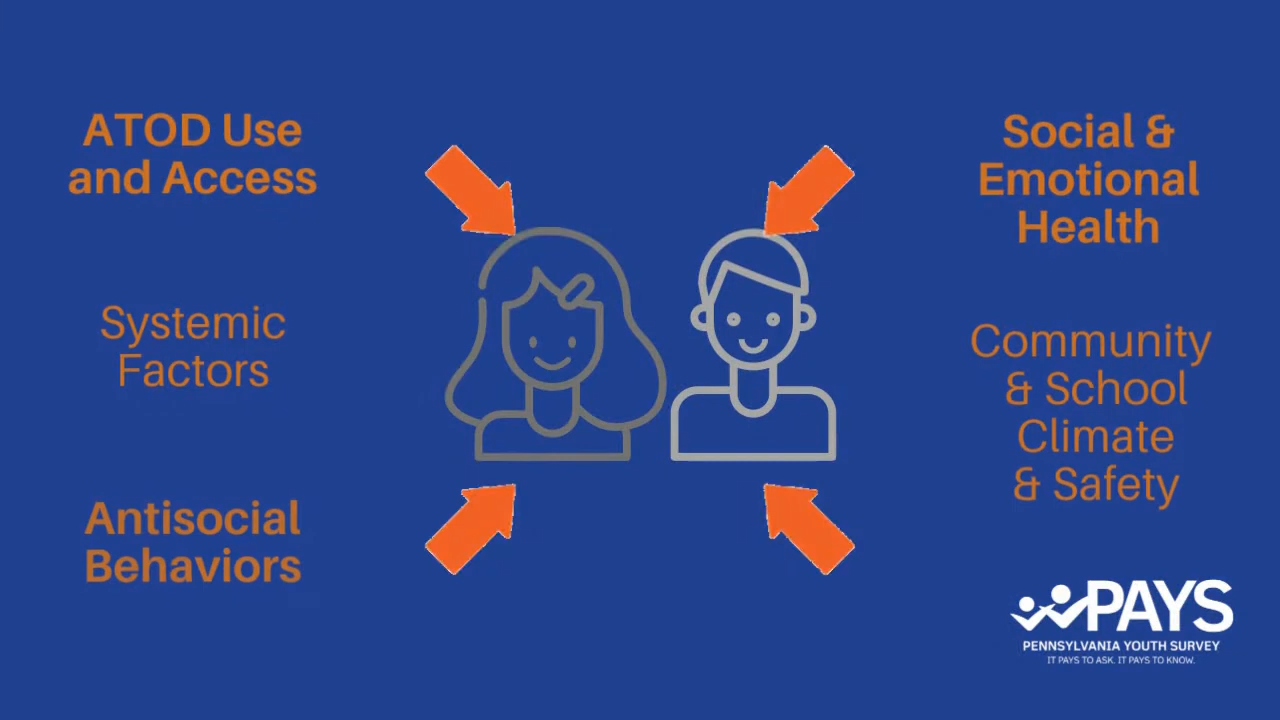 ATOD Use
and Access
Systemic
Factors
Antisocial
Behaviors
Social &
Emotional
Health
Community
& School
Climate
& Safety
PAYS
PENNSYLVANIA YOUTH SURVEY
IT PAYS TO ASK. IT PAYS TO KNOW.